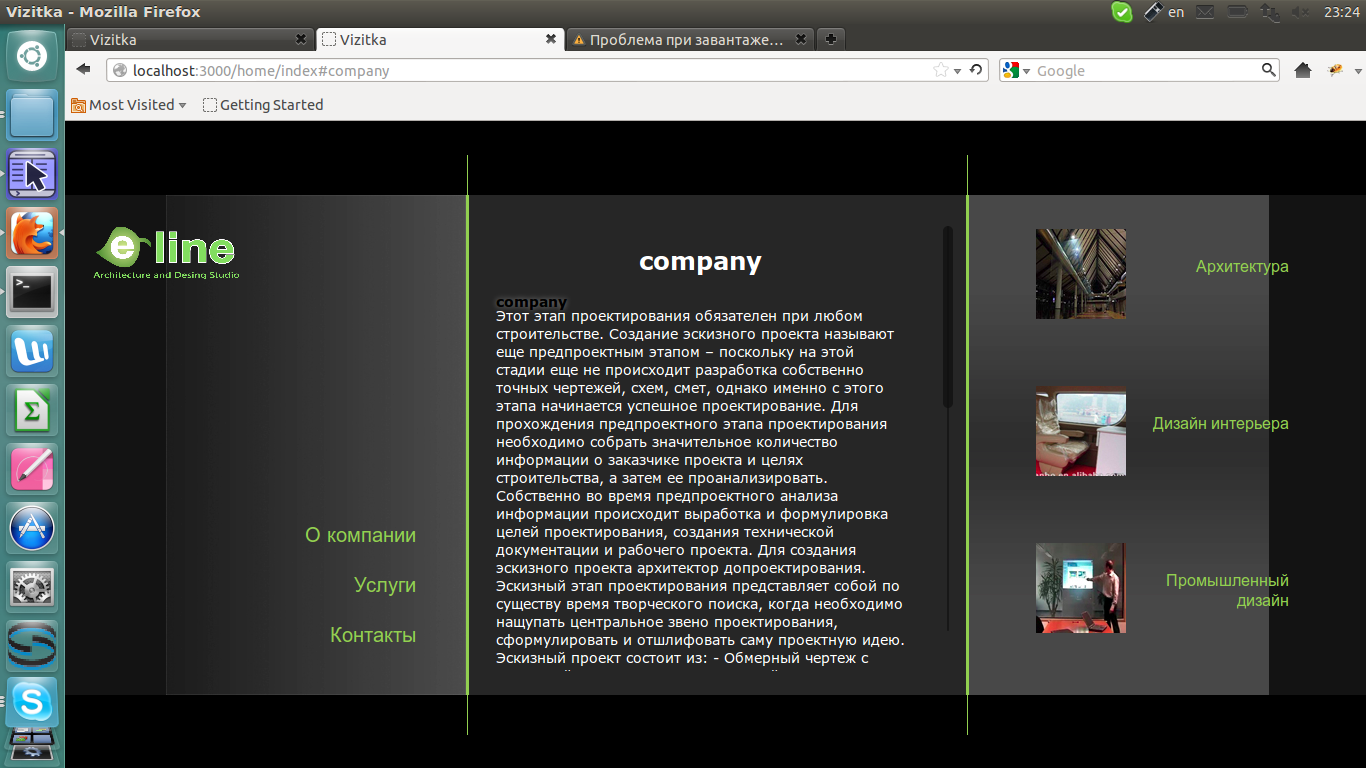 Vizitka - Mozilla Firefox
en
23:24
Vizitka
Vizitka
Проблема при завантаже...
localhost:3000/home/index#company
Google
Most Visited
Getting Started
e line
Architecture and Desing Studio
О компании
Услуги
Контакты
company
company
Этот этап проектирования обязателен при любом
строительстве. Создание эскизного проекта называют
еще предпроектным этапом – поскольку на этой
стадии еще не происходит разработка собственно
точных чертежей, схем, смет, однако именно с этого
этапа начинается успешное проектирование. Для
прохождения предпроектного этапа проектирования
необходимо собрать значительное количество
информации о заказчике проекта и целях
строительства, а затем ее проанализировать.
Собственно во время предпроектного анализа
информации происходит выработка и формулировка
целей проектирования, создания технической
документации и рабочего проекта. Для создания
эскизного проекта архитектор допроектирования.
Эскизный этап проектирования представляет собой по
существу время творческого поиска, когда необходимо
нащупать центральное звено проектирования,
сформулировать и отшлифовать саму проектную идею.
Эскизный проект состоит из: - Обмерный чертеж с
Архитектура
Дизайн интерьера
Промышленный
дизайн